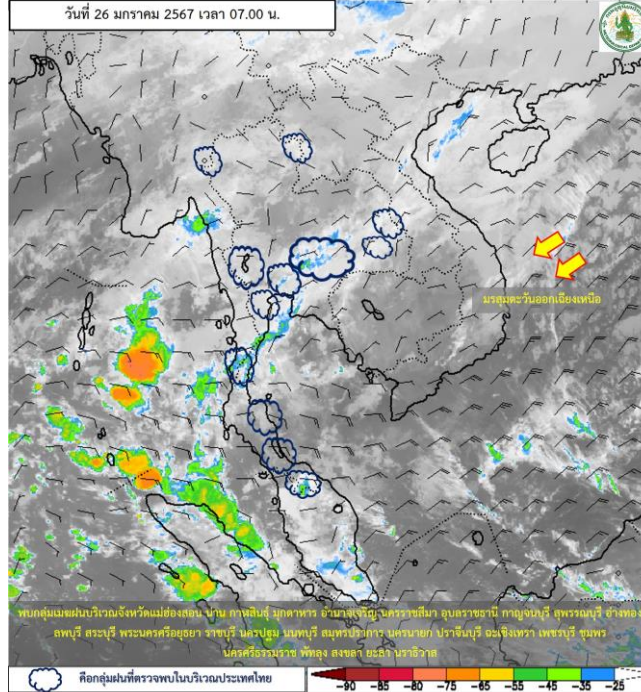 วันที่ 26 มกราคม 2567 เวลา 07.00 น.
มรสุมตะวันออกเฉียงเหนือ
พบกลุ่มเมฆฝนบริเวณจังหวัดแม่ฮ่องสอน น่าน กาฬสินธุ์ มุกดาหาร อำนาจเจริญ นครราชสีมา อุบลราชธานี กาญจนบุรี สุพรรณบุรี อ่างทอง
ลพบุรี สระบุรี พระนครศรีอยุธยา ราชบุรี นครปฐม นนทบุรี สมุทรปราการ นครนายก ปราจีนบุรี ฉะเชิงเทรา เพชรบุรี ชุมพร
นครศรีธรรมราช พัทลุง สงขลา ยะลา นราธิวาส
คือกลุ่มฝนที่ตรวจพบในบริเวณประเทศไทย
-90 -85 -80 -75 -65 -55 -45 -35 -25